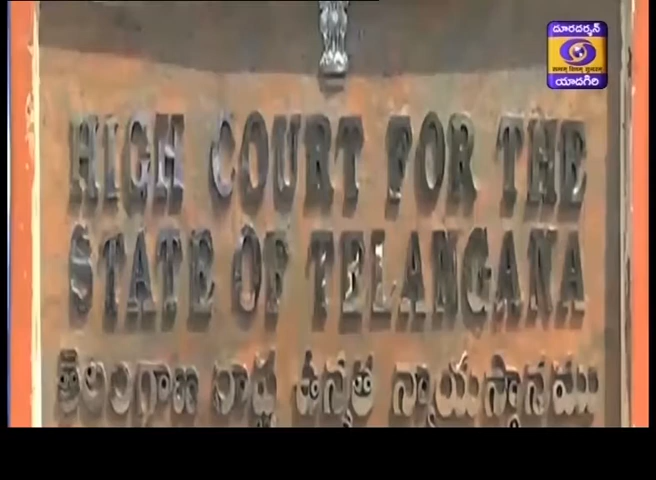 దూరదర్శన్
యాదగిరి
HIGH COURT FOR THE
STATE OF TELANGANA
తెలంగాణ రాష్ట్ర ఉన్నత న్యాయస్థానము